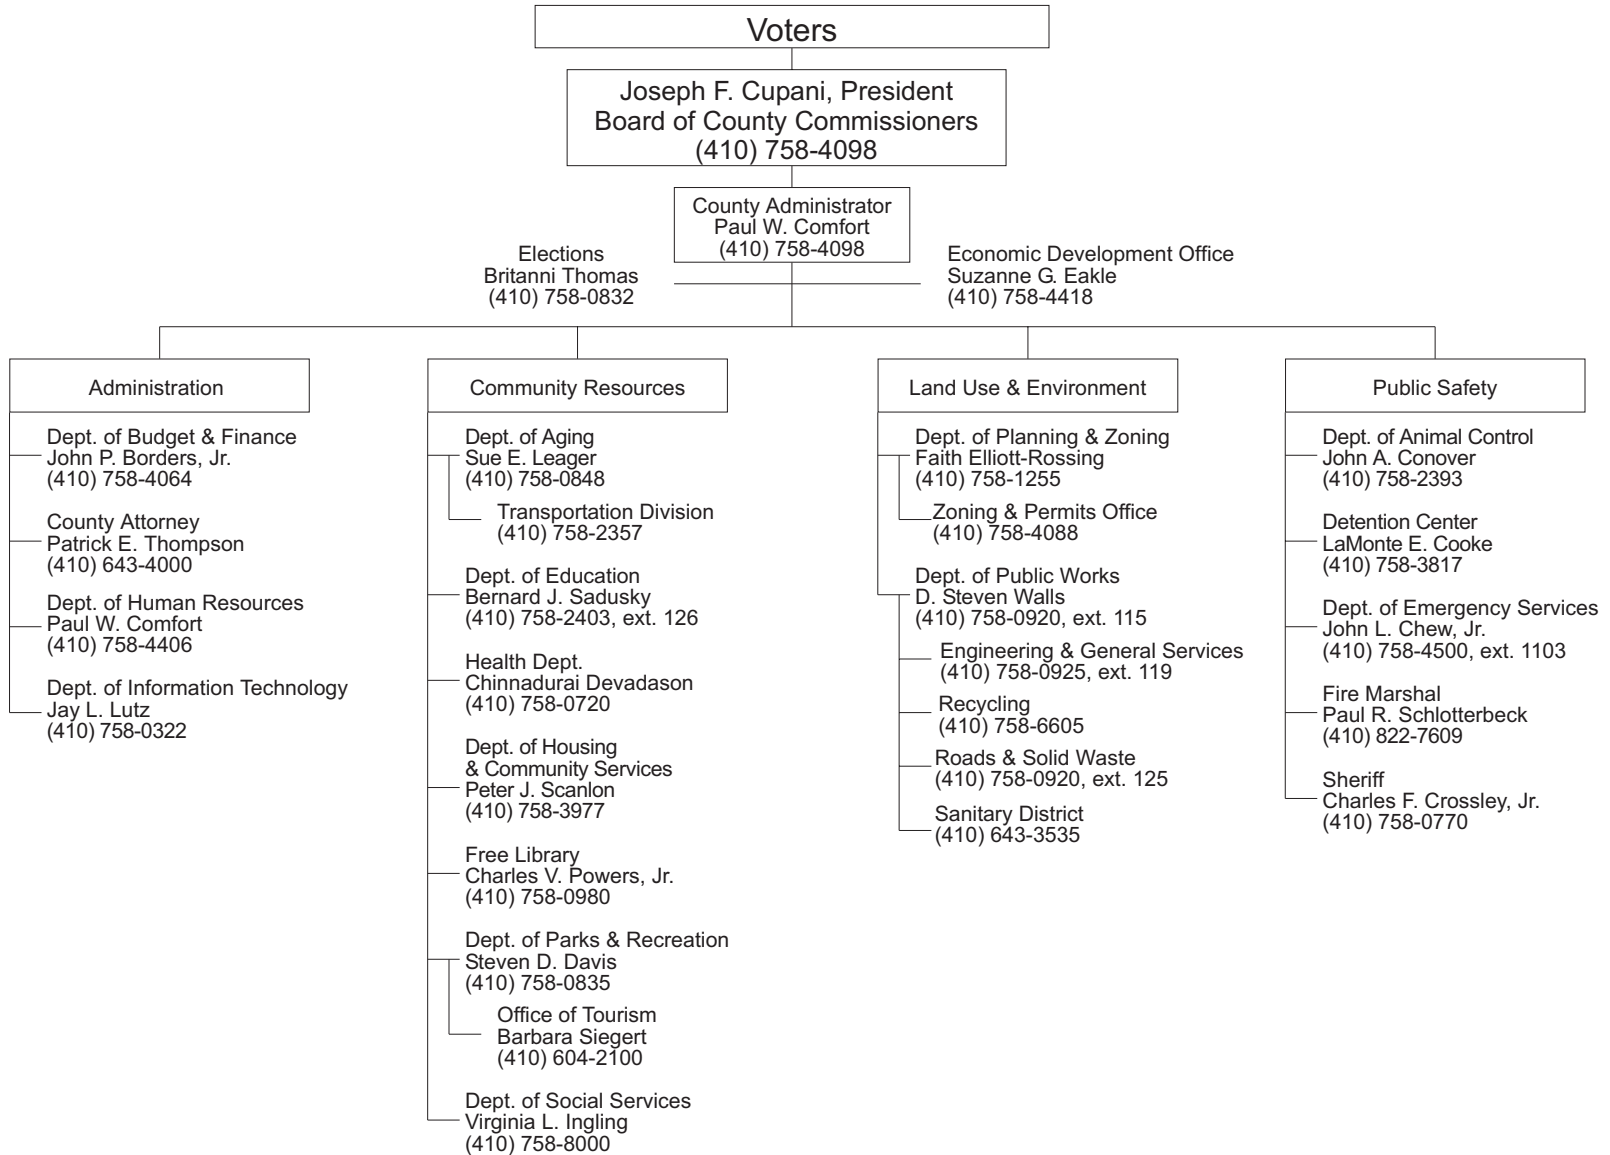 Voters
Joseph F. Cupani, President
Board of County Commissioners
(410) 758-4098
County Administrator
Paul W. Comfort
(410) 758-4098
Elections
Britanni Thomas
(410) 758-0832
Economic Development Office
Suzanne G. Eakle
(410) 758-4418
Administration
Dept. of Budget & Finance
John P. Borders, Jr.
(410) 758-4064
County Attorney
Patrick E. Thompson
(410) 643-4000
Dept. of Human Resources
Paul W. Comfort
(410) 758-4406
Dept. of Information Technology
Jay L. Lutz
(410) 758-0322
Community Resources
Dept. of Aging
Sue E. Leager
(410) 758-0848
Transportation Division
(410) 758-2357
Dept. of Education
Bernard J. Sadusky
(410) 758-2403, ext. 126
Health Dept.
Chinnadurai Devadason
(410) 758-0720
Dept. of Housing
& Community Services
Peter J. Scanlon
(410) 758-3977
Free Library
Charles V. Powers, Jr.
(410) 758-0980
Dept. of Parks & Recreation
Steven D. Davis
(410) 758-0835
Office of Tourism
Barbara Siegert
(410) 604-2100
Dept. of Social Services
Virginia L. Ingling
(410) 758-8000
Land Use & Environment
Dept. of Planning & Zoning
Faith Elliott-Rossing
(410) 758-1255
Zoning & Permits Office
(410) 758-4088
Dept. of Public Works
D. Steven Walls
(410) 758-0920, ext. 115
Engineering & General Services
(410) 758-0925, ext. 119
Recycling
(410) 758-6605
Roads & Solid Waste
(410) 758-0920, ext. 125
Sanitary District
(410) 643-3535
Public Safety
Dept. of Animal Control
John A. Conover
(410) 758-2393
Detention Center
LaMonte E. Cooke
(410) 758-3817
Dept. of Emergency Services
John L. Chew, Jr.
(410) 758-4500, ext. 1103
Fire Marshal
Paul R. Schlotterbeck
(410) 822-7609
Sheriff
Charles F. Crossley, Jr.
(410) 758-0770